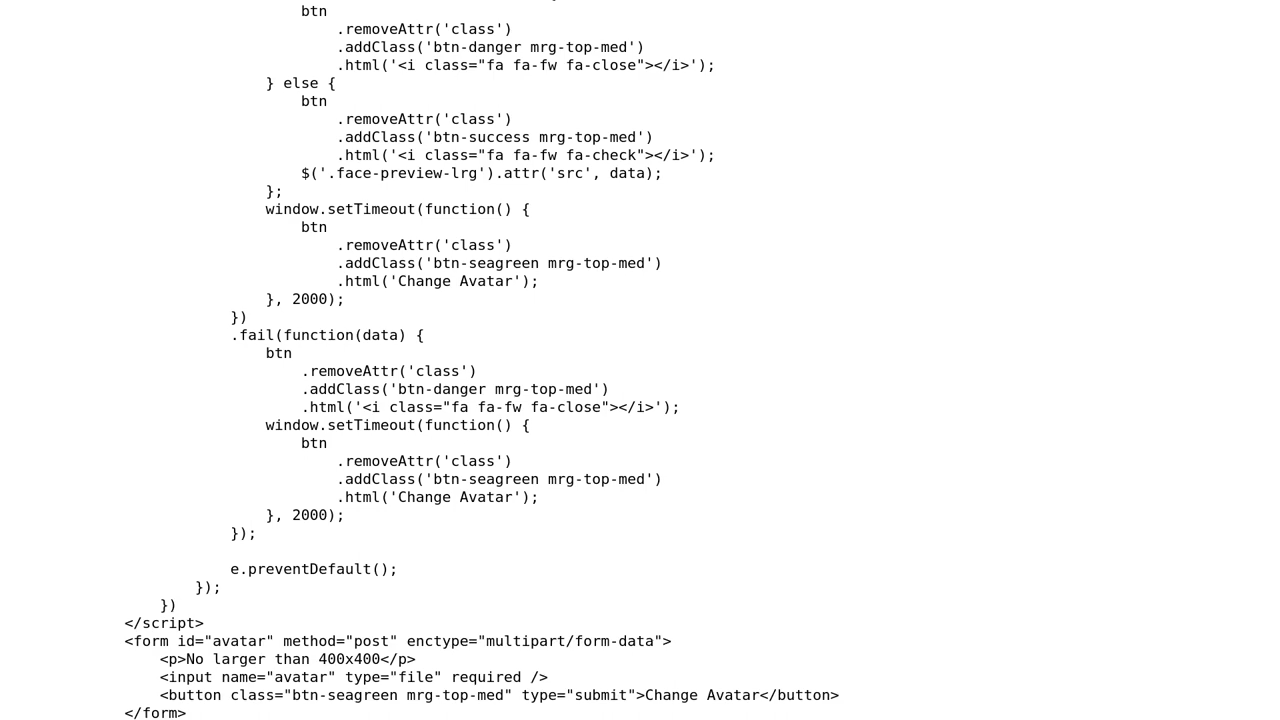 btn
.removeAttr('class')
.addClass('btn-danger mrg-top-med')
.html('<i class="fa fa-fw fa-close"></i>');
} else {
btn
.removeAttr('class')
.addClass('btn-success mrg-top-med')
.html('<i class="fa fa-fw fa-check"></i>');
$('.face-preview-lrg').attr('src', data);
};
window.setTimeout(function() {
btn
.removeAttr('class')
.addClass('btn-seagreen mrg-top-med')
.html('Change Avatar');
}, 2000);
})
.fail(function(data) {
btn
.removeAttr('class')
.addClass('btn-danger mrg-top-med')
.html('<i class="fa fa-fw fa-close"></i>');
window.setTimeout(function() {
btn
.removeAttr('class')
.addClass('btn-seagreen mrg-top-med')
.html('Change Avatar');
}, 2000);
});
e.preventDefault();
});
})
</script>
<form id="avatar" method="post" enctype="multipart/form-data">
<p>No larger than 400x400</p>
<input name="avatar" type="file" required />
<button class="btn-seagreen mrg-top-med" type="submit">Change Avatar</button>
</form>